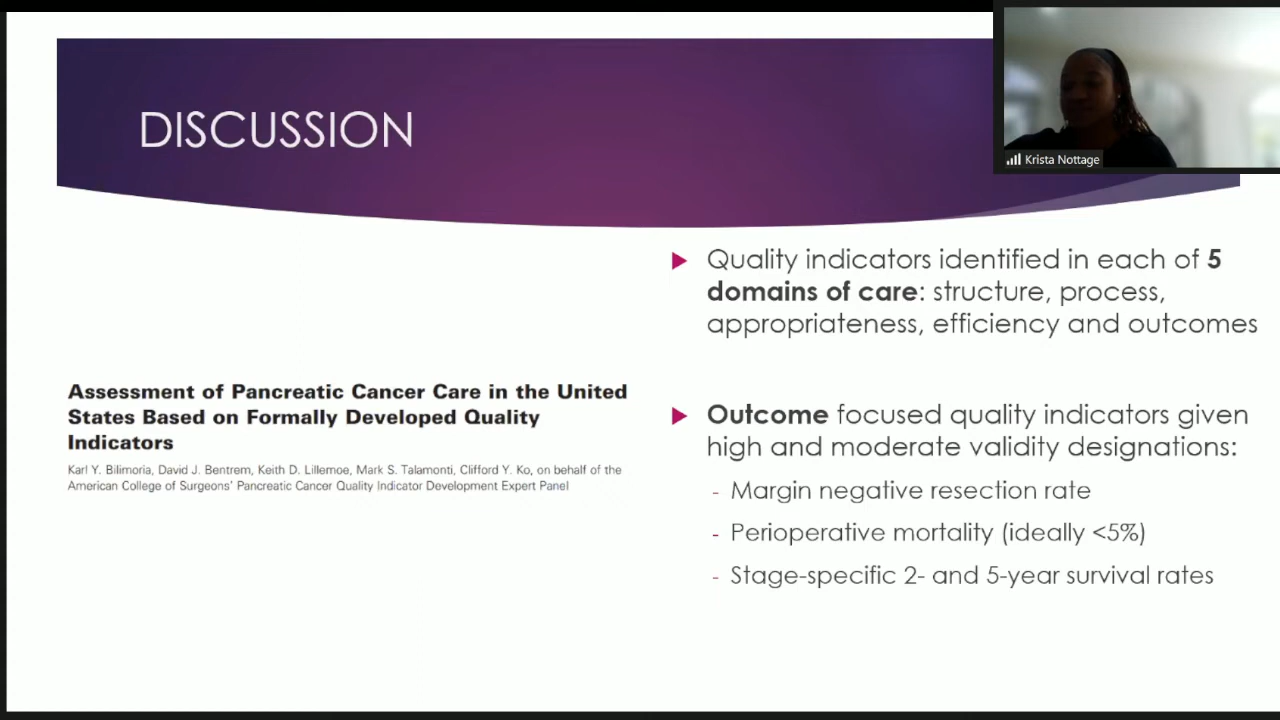 DISCUSSION
Krista Nottage
Quality indicators identified in each of 5
domains of care: structure, process,
appropriateness, efficiency and outcomes
Assessment of Pancreatic Cancer Care in the United
States Based on Formally Developed Quality
Indicators
Karl Y. Bilimoria, David J. Bentrem, Keith D. Lillemoe, Mark S. Talamonti, Clifford Y. Ko, on behalf of the
American College of Surgeons' Pancreatic Cancer Quality Indicator Development Expert Panel
Outcome focused quality indicators given
high and moderate validity designations:
- Margin negative resection rate
- Perioperative mortality (ideally <5%)
- Stage-specific 2- and 5-year survival rates